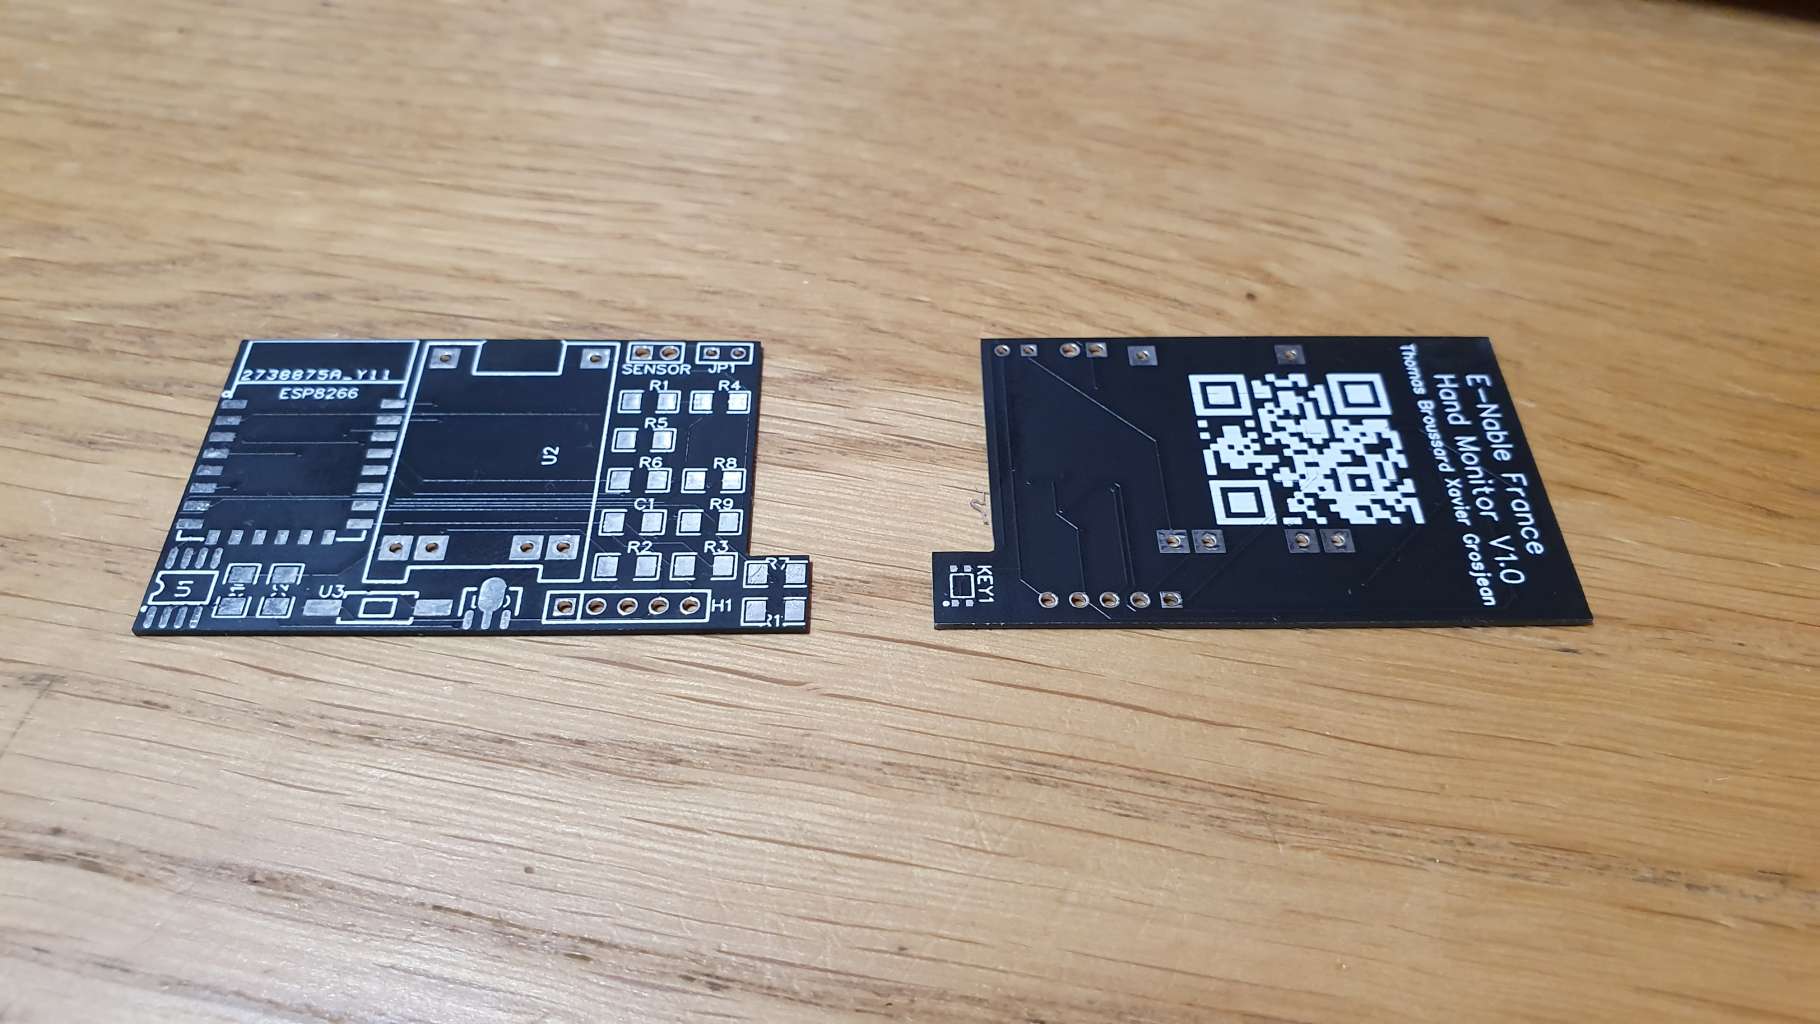 2738875A_Y11
ESP8266
SENSOR
JP1
R1
R4
R5
U2
R6
R8
C1
R9
R2
R3
R7
U3
H1
E-Nable France
Hand Monitor V1.0
Thomas Broussard Xavier Grosjean
KEY1